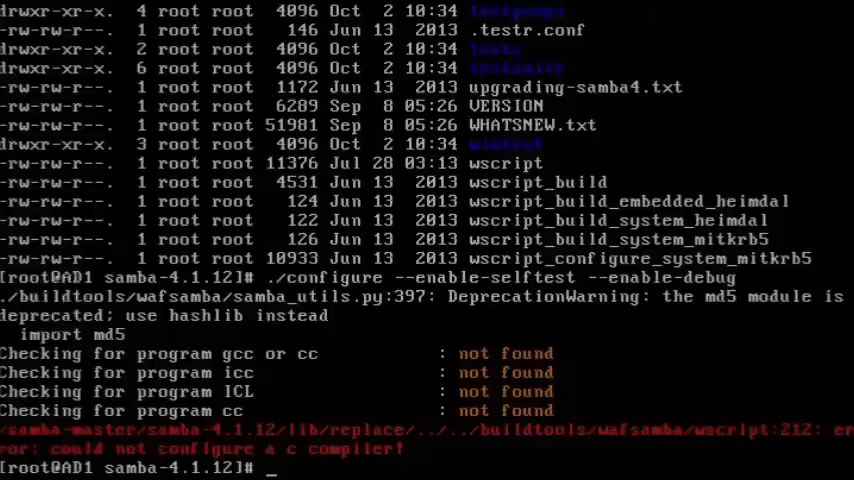 drwxr-xr-x.  4 root root  4096 Oct  2 10:34 testprogs
-rw-rw-r--.  1 root root   146 Jun 13  2013 .testr.conf
drwxr-xr-x.  2 root root  4096 Oct  2 10:34 tests
drwxr-xr-x.  6 root root  4096 Oct  2 10:34 testsuite
-rw-rw-r--.  1 root root  1172 Jun 13  2013 upgrading-samba4.txt
-rw-rw-r--.  1 root root  6289 Sep  8 05:26 VERSION
-rw-rw-r--.  1 root root 51981 Sep  8 05:26 WHATSNEW.txt
drwxr-xr-x.  3 root root  4096 Oct  2 10:34
-rw-rw-r--.  1 root root 11376 Jul 28 03:13 wscript
-rw-rw-r--.  1 root root  4531 Jun 13  2013 wscript_build
-rw-rw-r--.  1 root root   124 Jun 13  2013 wscript_build_embedded_heimdal
-rw-rw-r--.  1 root root   122 Jun 13  2013 wscript_build_system_heimdal
-rw-rw-r--.  1 root root   126 Jun 13  2013 wscript_build_system_mitkrb5
-rw-rw-r--.  1 root root 10933 Jun 13  2013 wscript_configure_system_mitkrb5
[root@AD1 samba-4.1.12]# ./configure --enable-selftest --enable-debug
./buildtools/wafsamba/samba_utils.py:397: DeprecationWarning: the md5 module is
deprecated; use hashlib instead
  import md5
Checking for program gcc or cc           : not found
Checking for program icc                 : not found
Checking for program ICL                 : not found
Checking for program cc                  : not found
/samba-master/samba-4.1.12/lib/replace/../../buildtools/wafsamba/wscript:212: er
ror: could not configure a c compiler!
[root@AD1 samba-4.1.12]# _